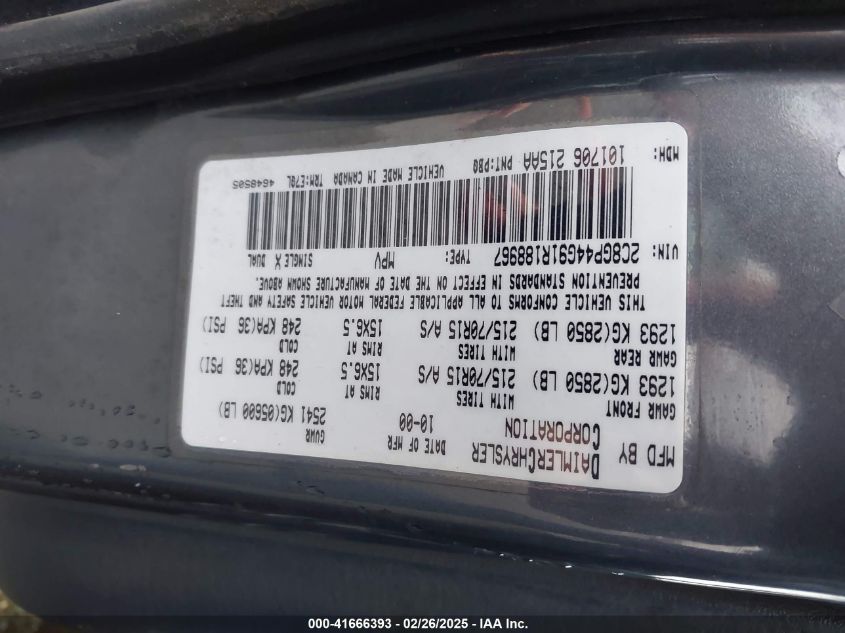 MFD BY DAIMLERCHRYSLER CORPORATION
DATE OF MFR 10-00
GVWR 2541 KG(05600 LB)
GAWR FRONT WITH TIRES RIMS AT COLD
1293 KG(2850 LB) 215/70R15 A/S 15X6.5 248 KPA(36 PSI)
GAWR REAR WITH TIRES RIMS AT COLD
1293 KG(2850 LB) 215/70R15 A/S 15X6.5 248 KPA(36 PSI)
THIS VEHICLE CONFORMS TO ALL APPLICABLE FEDERAL MOTOR VEHICLE SAFETY AND THEFT
PREVENTION STANDARDS IN EFFECT ON THE DATE OF MANUFACTURE SHOWN ABOVE.
VIN: 2C8GP44G91R188967 TYPE: MPV SINGLE X DUAL
MDH: 101706 215AA PNT:PB8 VEHICLE MADE IN CANADA TRM:E7QL 4648505
000-41666393 - 02/26/2025 - IAA Inc.